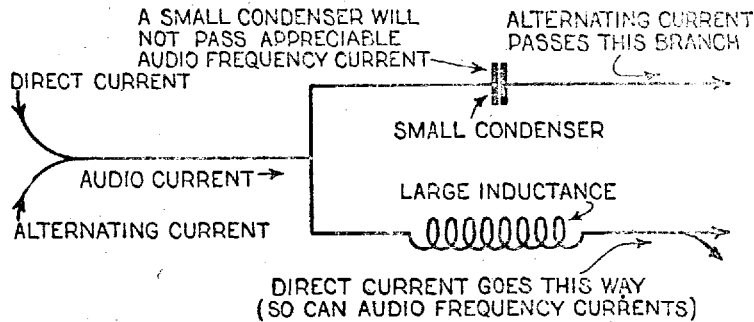 A SMALL CONDENSER WILL
NOT PASS APPRECIABLE
AUDIO FREQUENCY CURRENT
ALTERNATING CURRENT
PASSES THIS BRANCH
DIRECT CURRENT
SMALL CONDENSER
AUDIO CURRENT
LARGE INDUCTANCE
ALTERNATING CURRENT
DIRECT CURRENT GOES THIS WAY
(SO CAN AUDIO FREQUENCY CURRENTS)